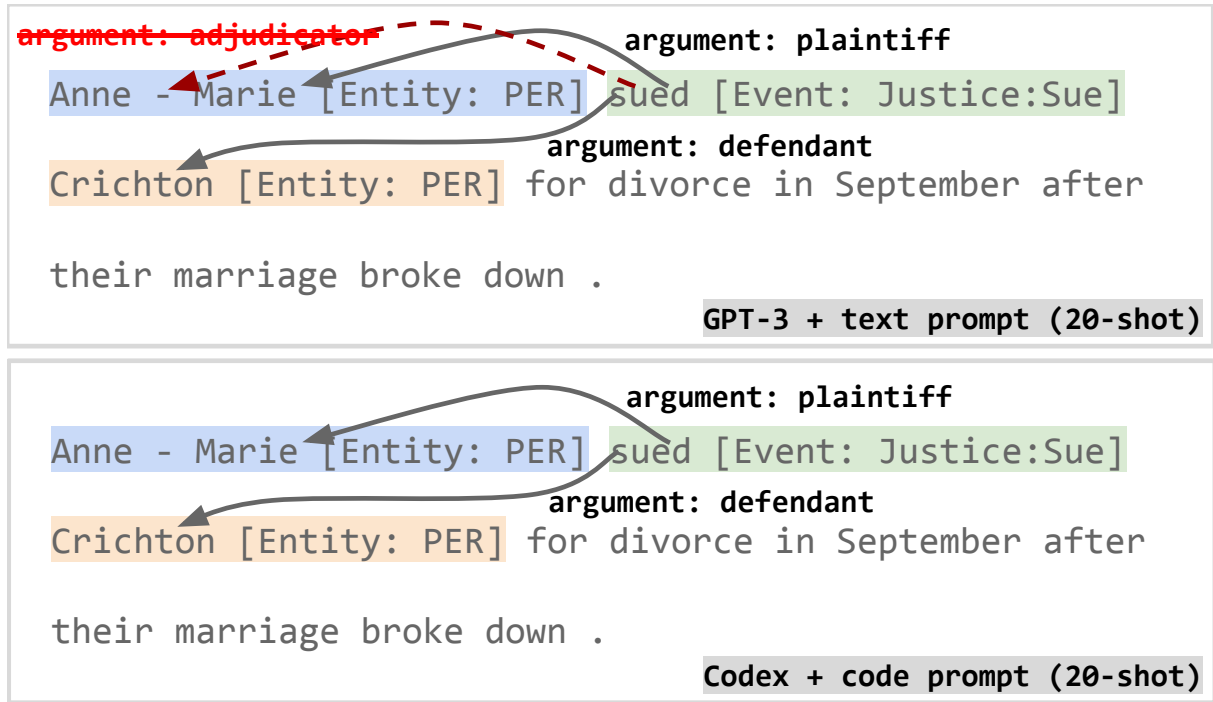 argument: adjudicator
argument: plaintiff
Anne - Marie [Entity: PER] sued [Event: Justice:Sue]
argument: defendant
Crichton [Entity: PER] for divorce in September after
their marriage broke down .
GPT-3 + text prompt (20-shot)
argument: plaintiff
Anne - Marie [Entity: PER] sued [Event: Justice:Sue]
argument: defendant
Crichton [Entity: PER] for divorce in September after
their marriage broke down .
Codex + code prompt (20-shot)